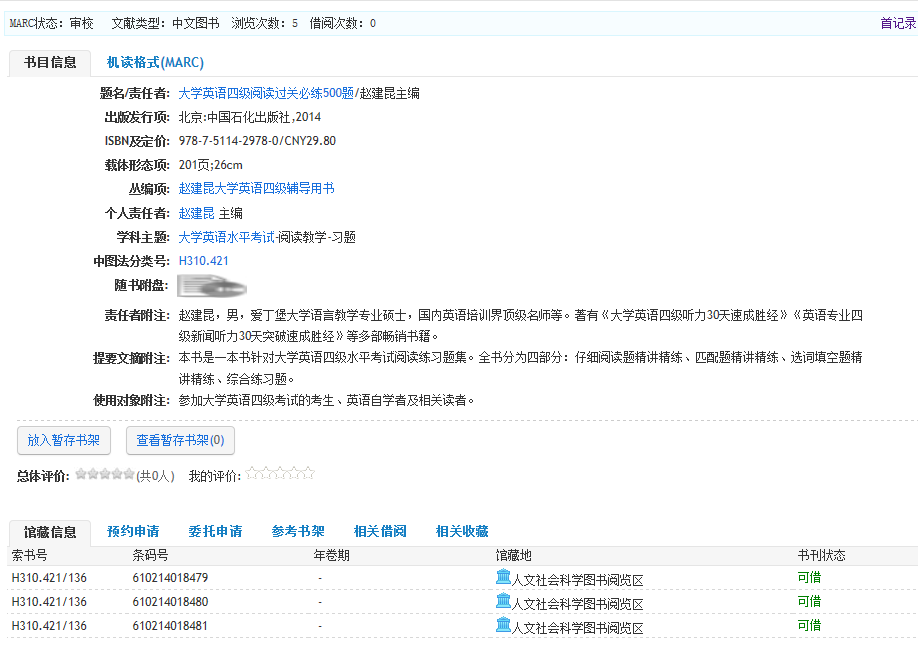 MARC状态：审核 文献类型：中文图书 浏览次数：5 借阅次数：0 首记录
书目信息 机读格式(MARC)
题名/责任者: 大学英语四级阅读过关必练500题/赵建昆主编
出版发行项: 北京:中国石化出版社,2014
ISBN及定价: 978-7-5114-2978-0/CNY29.80
载体形态项: 201页;26cm
丛编项: 赵建昆大学英语四级辅导用书
个人责任者: 赵建昆 主编
学科主题: 大学英语水平考试-阅读教学-习题
中图法分类号: H310.421
随书附盘:
责任者附注: 赵建昆，男，爱丁堡大学语言教学专业硕士，国内英语培训界顶级名师等。著有《大学英语四级听力30天速成胜经》《英语专业四
级新闻听力30天突破速成胜经》等多部畅销书籍。
提要文摘附注: 本书是一本书针对大学英语四级水平考试阅读练习题集。全书分为四部分：仔细阅读题精讲精练、匹配题精讲精练、选词填空题精
讲精练、综合练习题。
使用对象附注: 参加大学英语四级考试的考生、英语自学者及相关读者。
放入暂存书架 查看暂存书架(0)
总体评价: (共0人) 我的评价:
馆藏信息 预约申请 委托申请 参考书架 相关借阅 相关收藏
索书号 条码号 年卷期 馆藏地 书刊状态
H310.421/136 610214018479 - 人文社会科学图书阅览区 可借
H310.421/136 610214018480 - 人文社会科学图书阅览区 可借
H310.421/136 610214018481 - 人文社会科学图书阅览区 可借